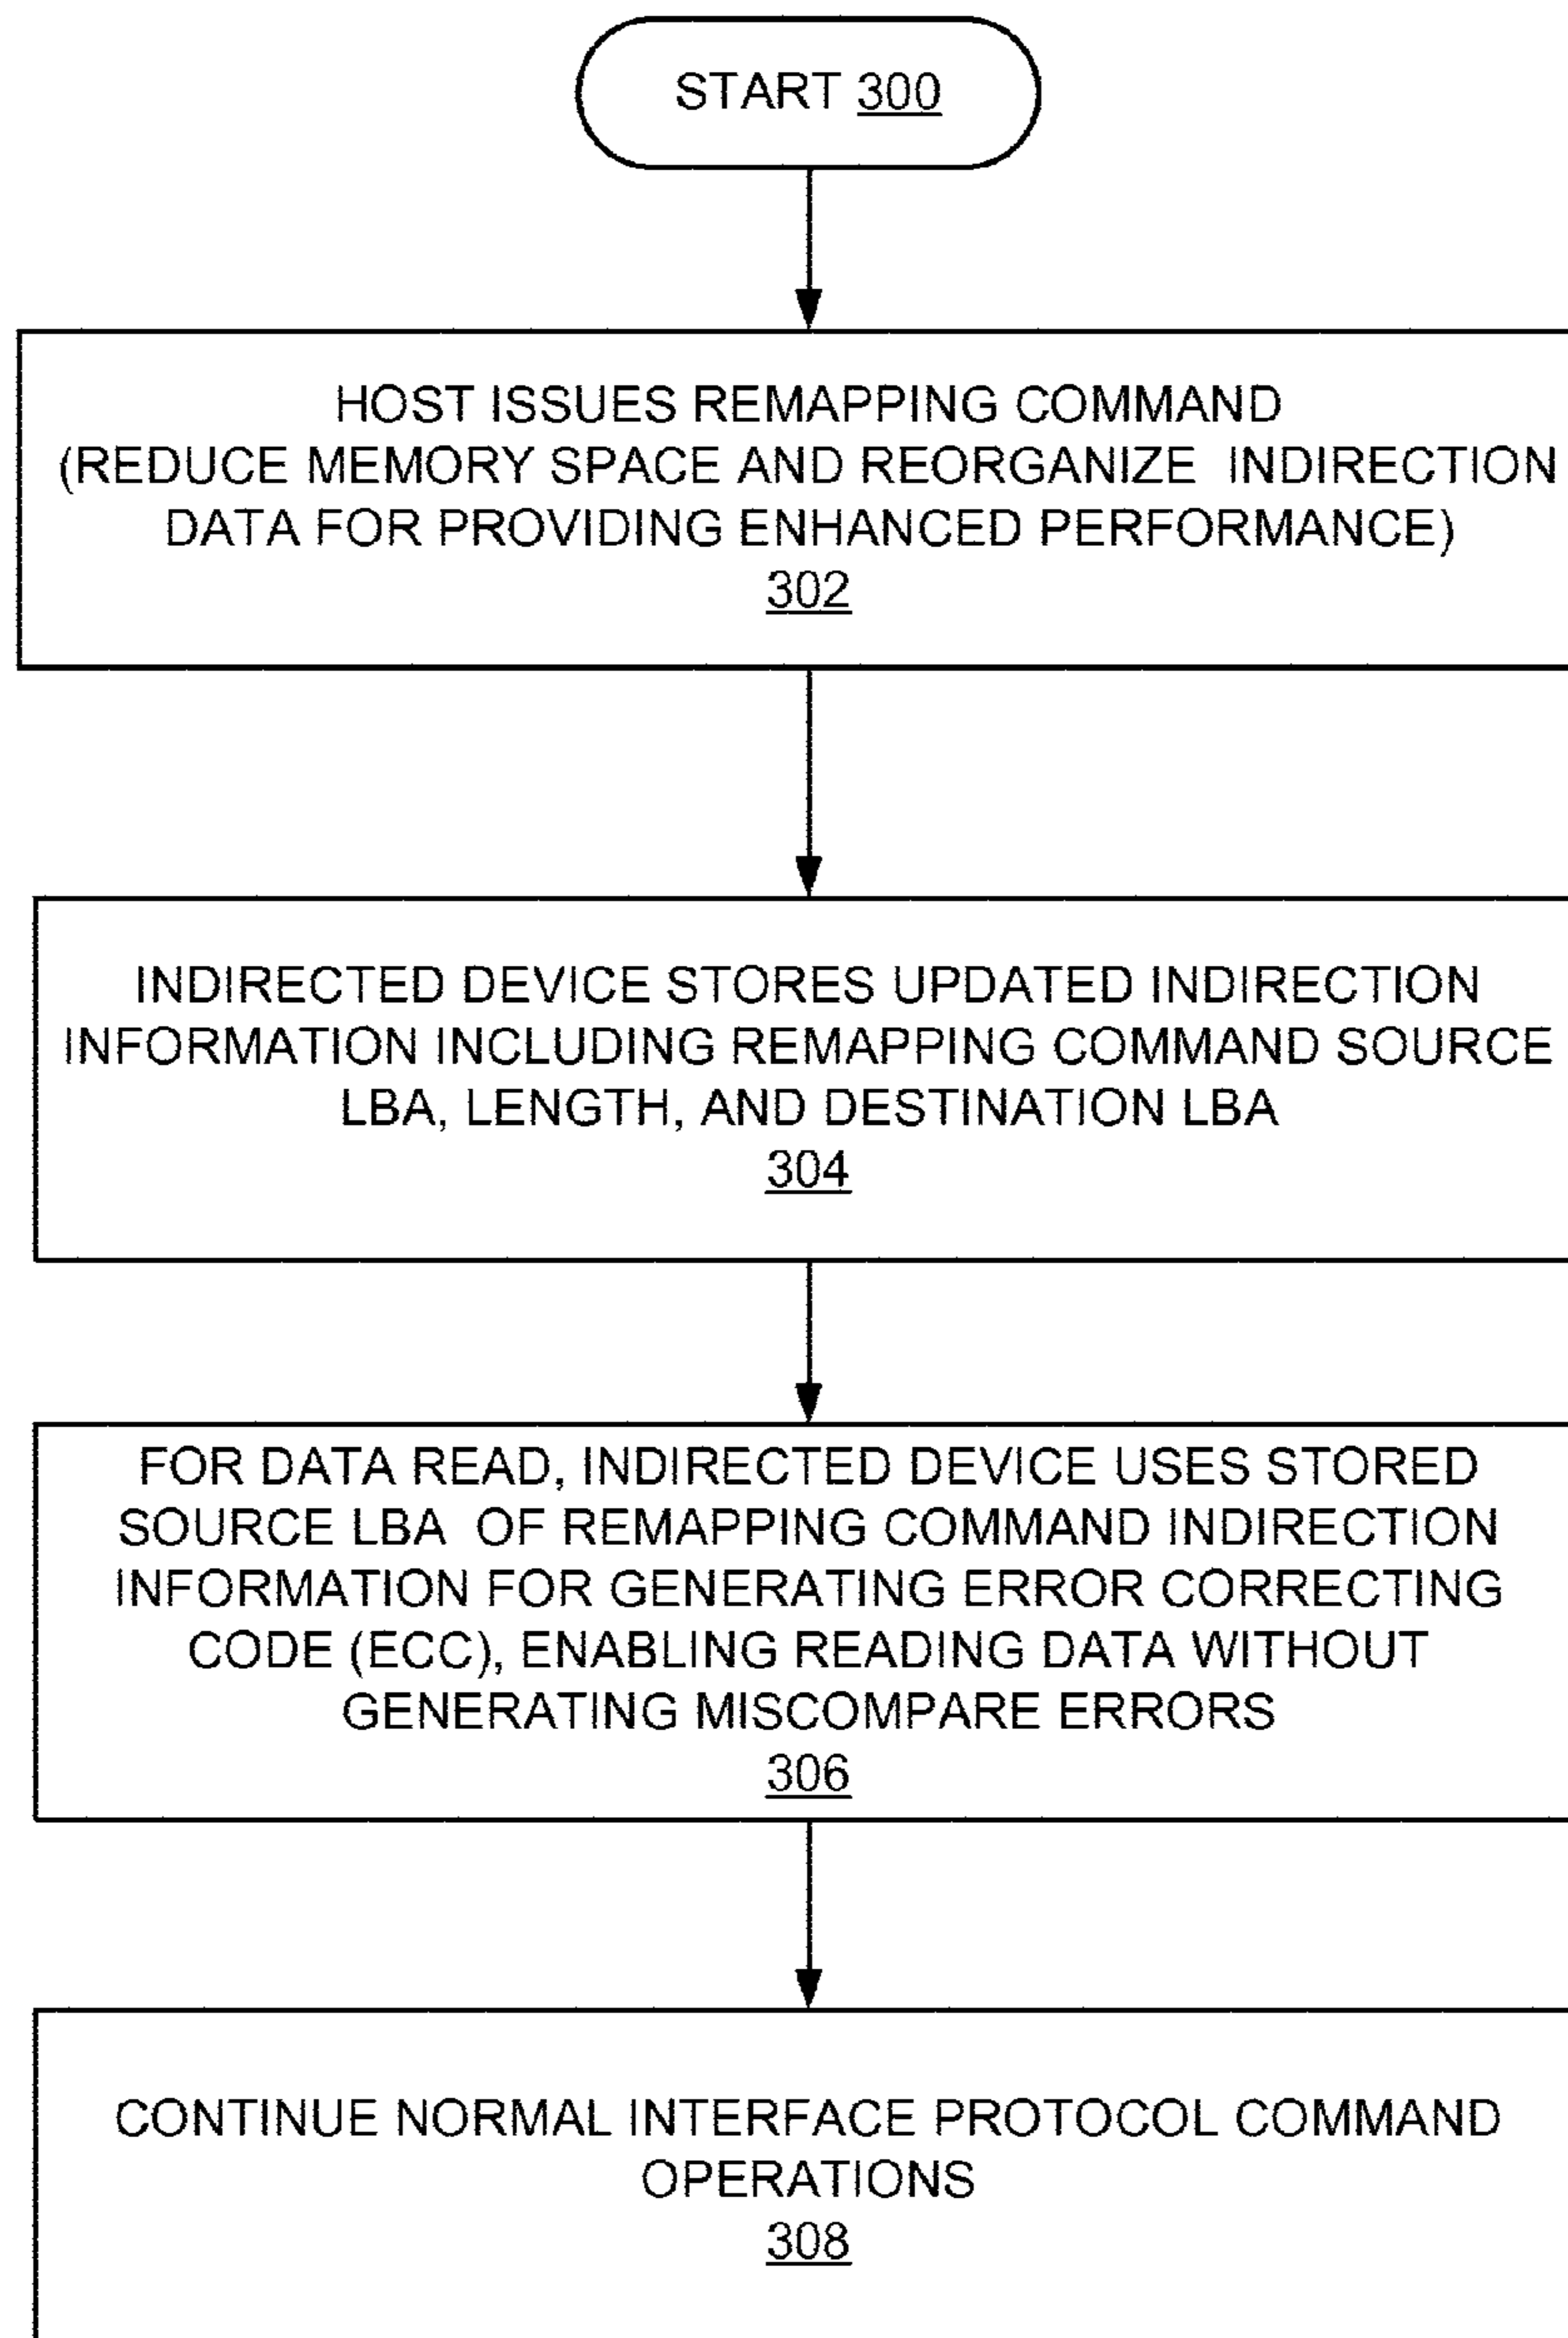 START 300
HOST ISSUES REMAPPING COMMAND
(REDUCE MEMORY SPACE AND REORGANIZE INDIRECTION
DATA FOR PROVIDING ENHANCED PERFORMANCE)
302
INDIRECTED DEVICE STORES UPDATED INDIRECTION
INFORMATION INCLUDING REMAPPING COMMAND SOURCE
LBA, LENGTH, AND DESTINATION LBA
304
FOR DATA READ, INDIRECTED DEVICE USES STORED
SOURCE LBA OF REMAPPING COMMAND INDIRECTION
INFORMATION FOR GENERATING ERROR CORRECTING
CODE (ECC), ENABLING READING DATA WITHOUT
GENERATING MISCOMPARE ERRORS
306
CONTINUE NORMAL INTERFACE PROTOCOL COMMAND
OPERATIONS
308